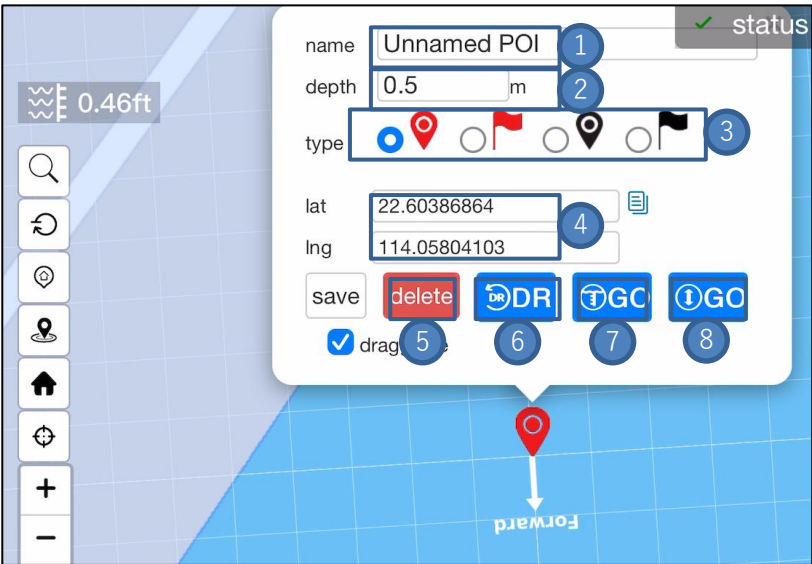 status
name Unnamed POI 1
depth 0.5 m 2
0.46ft
type 3
lat 22.60386864
4
lng 114.05804103
save delete DR DR GO GO
5 6 7 8
Forward